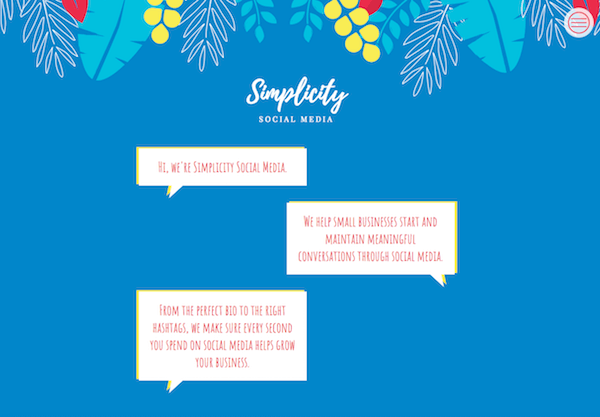 Simplicity
SOCIAL MEDIA
Hi, we're Simplicity Social Media.
We help small businesses start and
maintain meaningful
conversations through social media.
From the perfect bio to the right
hashtags, we make sure every second
you spend on social media helps grow
your business.